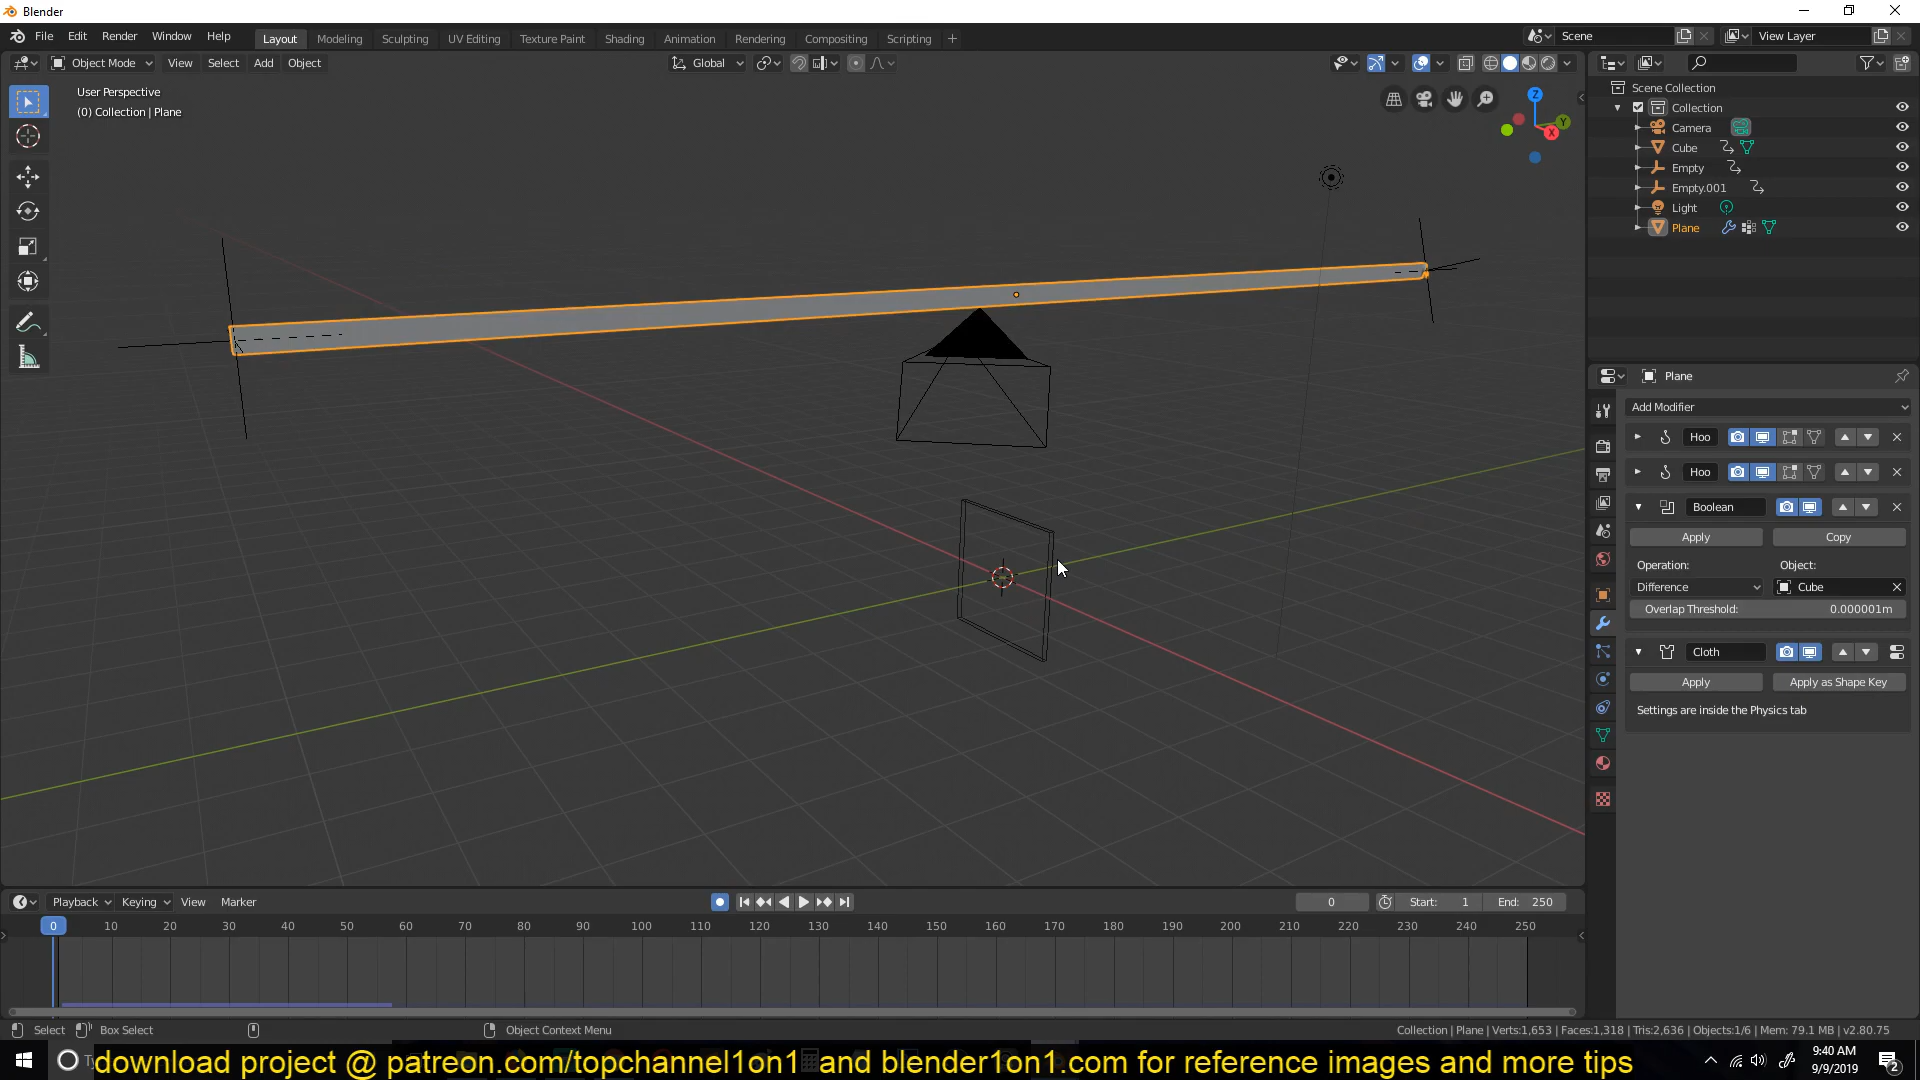 Blender
File Edit Render Window Help
Layout Modeling Sculpting UV Editing Texture Paint Shading Animation Rendering Compositing Scripting +
Scene
View Layer
Object Mode View Select Add Object
Global
User Perspective
(0) Collection | Plane
Z
Y
X
Scene Collection
Collection
Camera
Cube
Empty
Empty.001
Light
Plane
Plane
Add Modifier
Hoo
Hoo
Boolean
Apply Copy
Operation: Object:
Difference Cube
Overlap Threshold: 0.000001m
Cloth
Apply Apply as Shape Key
Settings are inside the Physics tab
Playback Keying View Marker
0 Start: 1 End: 250
0 10 20 30 40 50 60 70 80 90 100 110 120 130 140 150 160 170 180 190 200 210 220 230 240 250
Select Box Select Object Context Menu
Collection | Plane | Verts:1,653 | Faces:1,318 | Tris:2,636 | Objects:1/6 | Mem: 79.1 MB | v2.80.75
download project @ patreon.com/topchannel1on1 and blender1on1.com for reference images and more tips
9:40 AM
9/9/2019
2